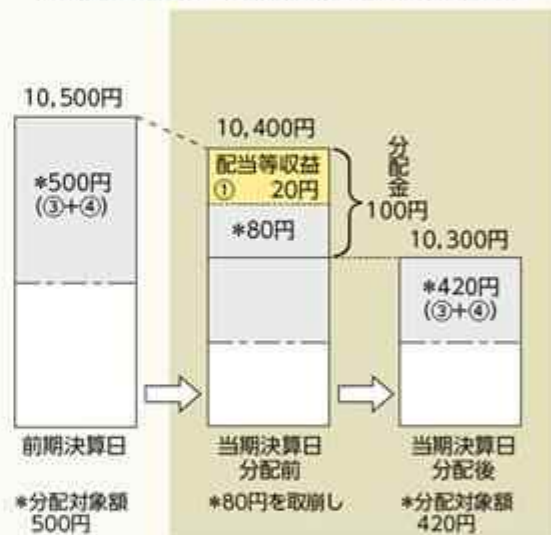 10,500円
*500円
(③+④)
前期決算日
*分配対象額
500円
10,400円
配当等収益
① 20円
*80円
分配金
100円
当期決算日
分配前
*80円を取崩し
10,300円
*420円
(③+④)
当期決算日
分配後
*分配対象額
420円